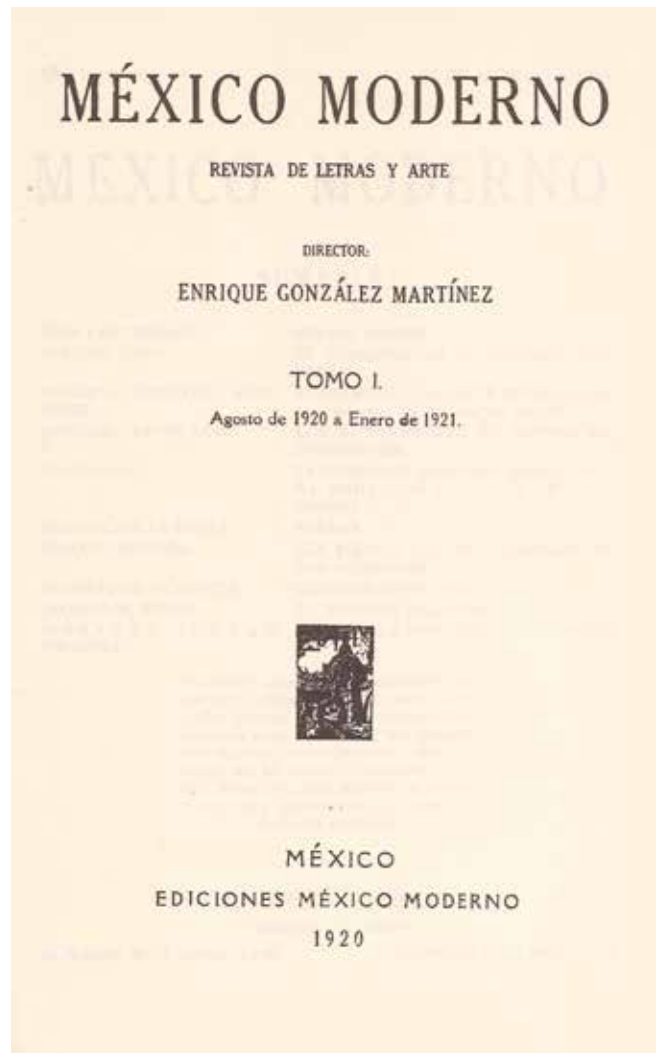 MÉXICO MODERNO
REVISTA DE LETRAS Y ARTE
DIRECTOR:
ENRIQUE GONZÁLEZ MARTÍNEZ
TOMO I.
Agosto de 1920 a Enero de 1921.
MÉXICO
EDICIONES MÉXICO MODERNO
1920